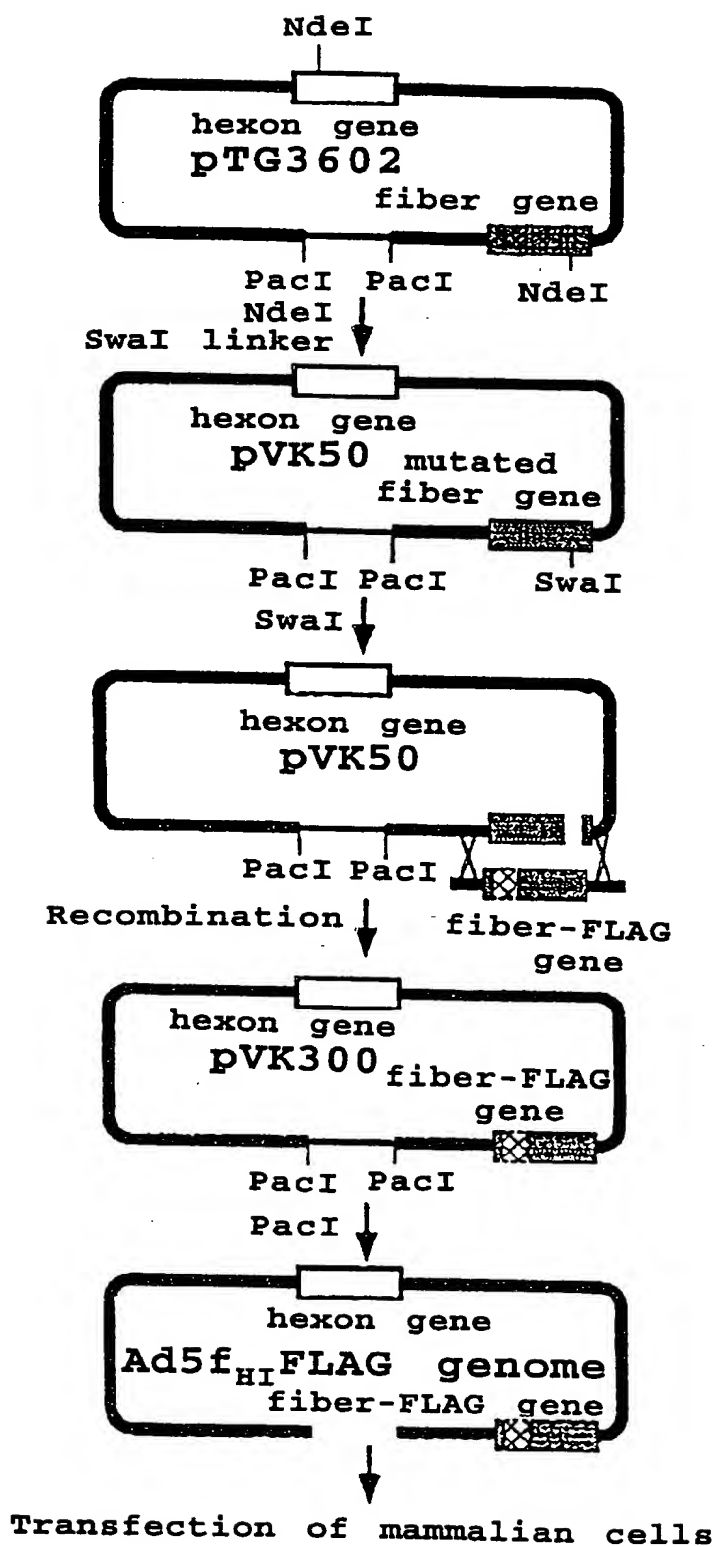 NdeI
hexon gene
pTG3602
fiber gene
PacI PacI
NdeI
NdeI
SwaI linker
hexon gene
pVK50 mutated
fiber gene
PacI PacI
SwaI
SwaI
hexon gene
pVK50
PacI PacI
Recombination
fiber-FLAG
gene
hexon gene
pVK300
fiber-FLAG
gene
PacI PacI
PacI
hexon gene
Ad5fHIFLAG genome
fiber-FLAG gene
Transfection of mammalian cells